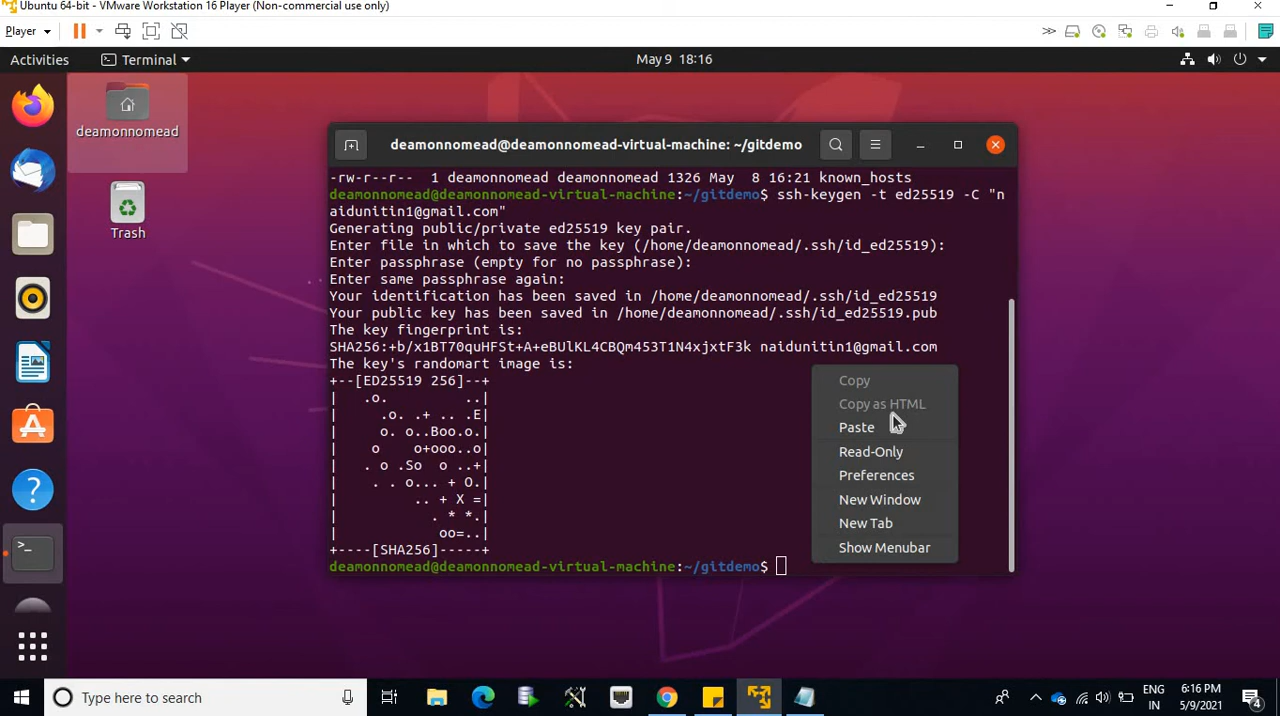 Ubuntu 64-bit - VMware Workstation 16 Player (Non-commercial use only)
Player
Activities
Terminal
May 9 18:16
deamonnomead
Trash
deamonnomead@deamonnomead-virtual-machine: ~/gitdemo
-rw-r--r-- 1 deamonnomead deamonnomead 1326 May  8 16:21 known_hosts
deamonnomead@deamonnomead-virtual-machine:~/gitdemo$ ssh-keygen -t ed25519 -C "n
aidunitin1@gmail.com"
Generating public/private ed25519 key pair.
Enter file in which to save the key (/home/deamonnomead/.ssh/id_ed25519):
Enter passphrase (empty for no passphrase):
Enter same passphrase again:
Your identification has been saved in /home/deamonnomead/.ssh/id_ed25519
Your public key has been saved in /home/deamonnomead/.ssh/id_ed25519.pub
The key fingerprint is:
SHA256:+b/x1BT70quHFSt+A+eBUlKL4CBQm453T1N4xjxtF3k naidunitin1@gmail.com
The key's randomart image is:
+--[ED25519 256]--+
|   .o.       ..|
|     .o. .+ .. .E|
|     o. o..Boo.o.|
|    o    o+ooo..o|
|   . o .So  o ..+|
|    . . o... + O.|
|         .. + X =|
|           . * *.|
|            oo=..|
+----[SHA256]-----+
deamonnomead@deamonnomead-virtual-machine:~/gitdemo$
Copy
Copy as HTML
Paste
Read-Only
Preferences
New Window
New Tab
Show Menubar
Type here to search
ENG
IN
6:16 PM
5/9/2021
4